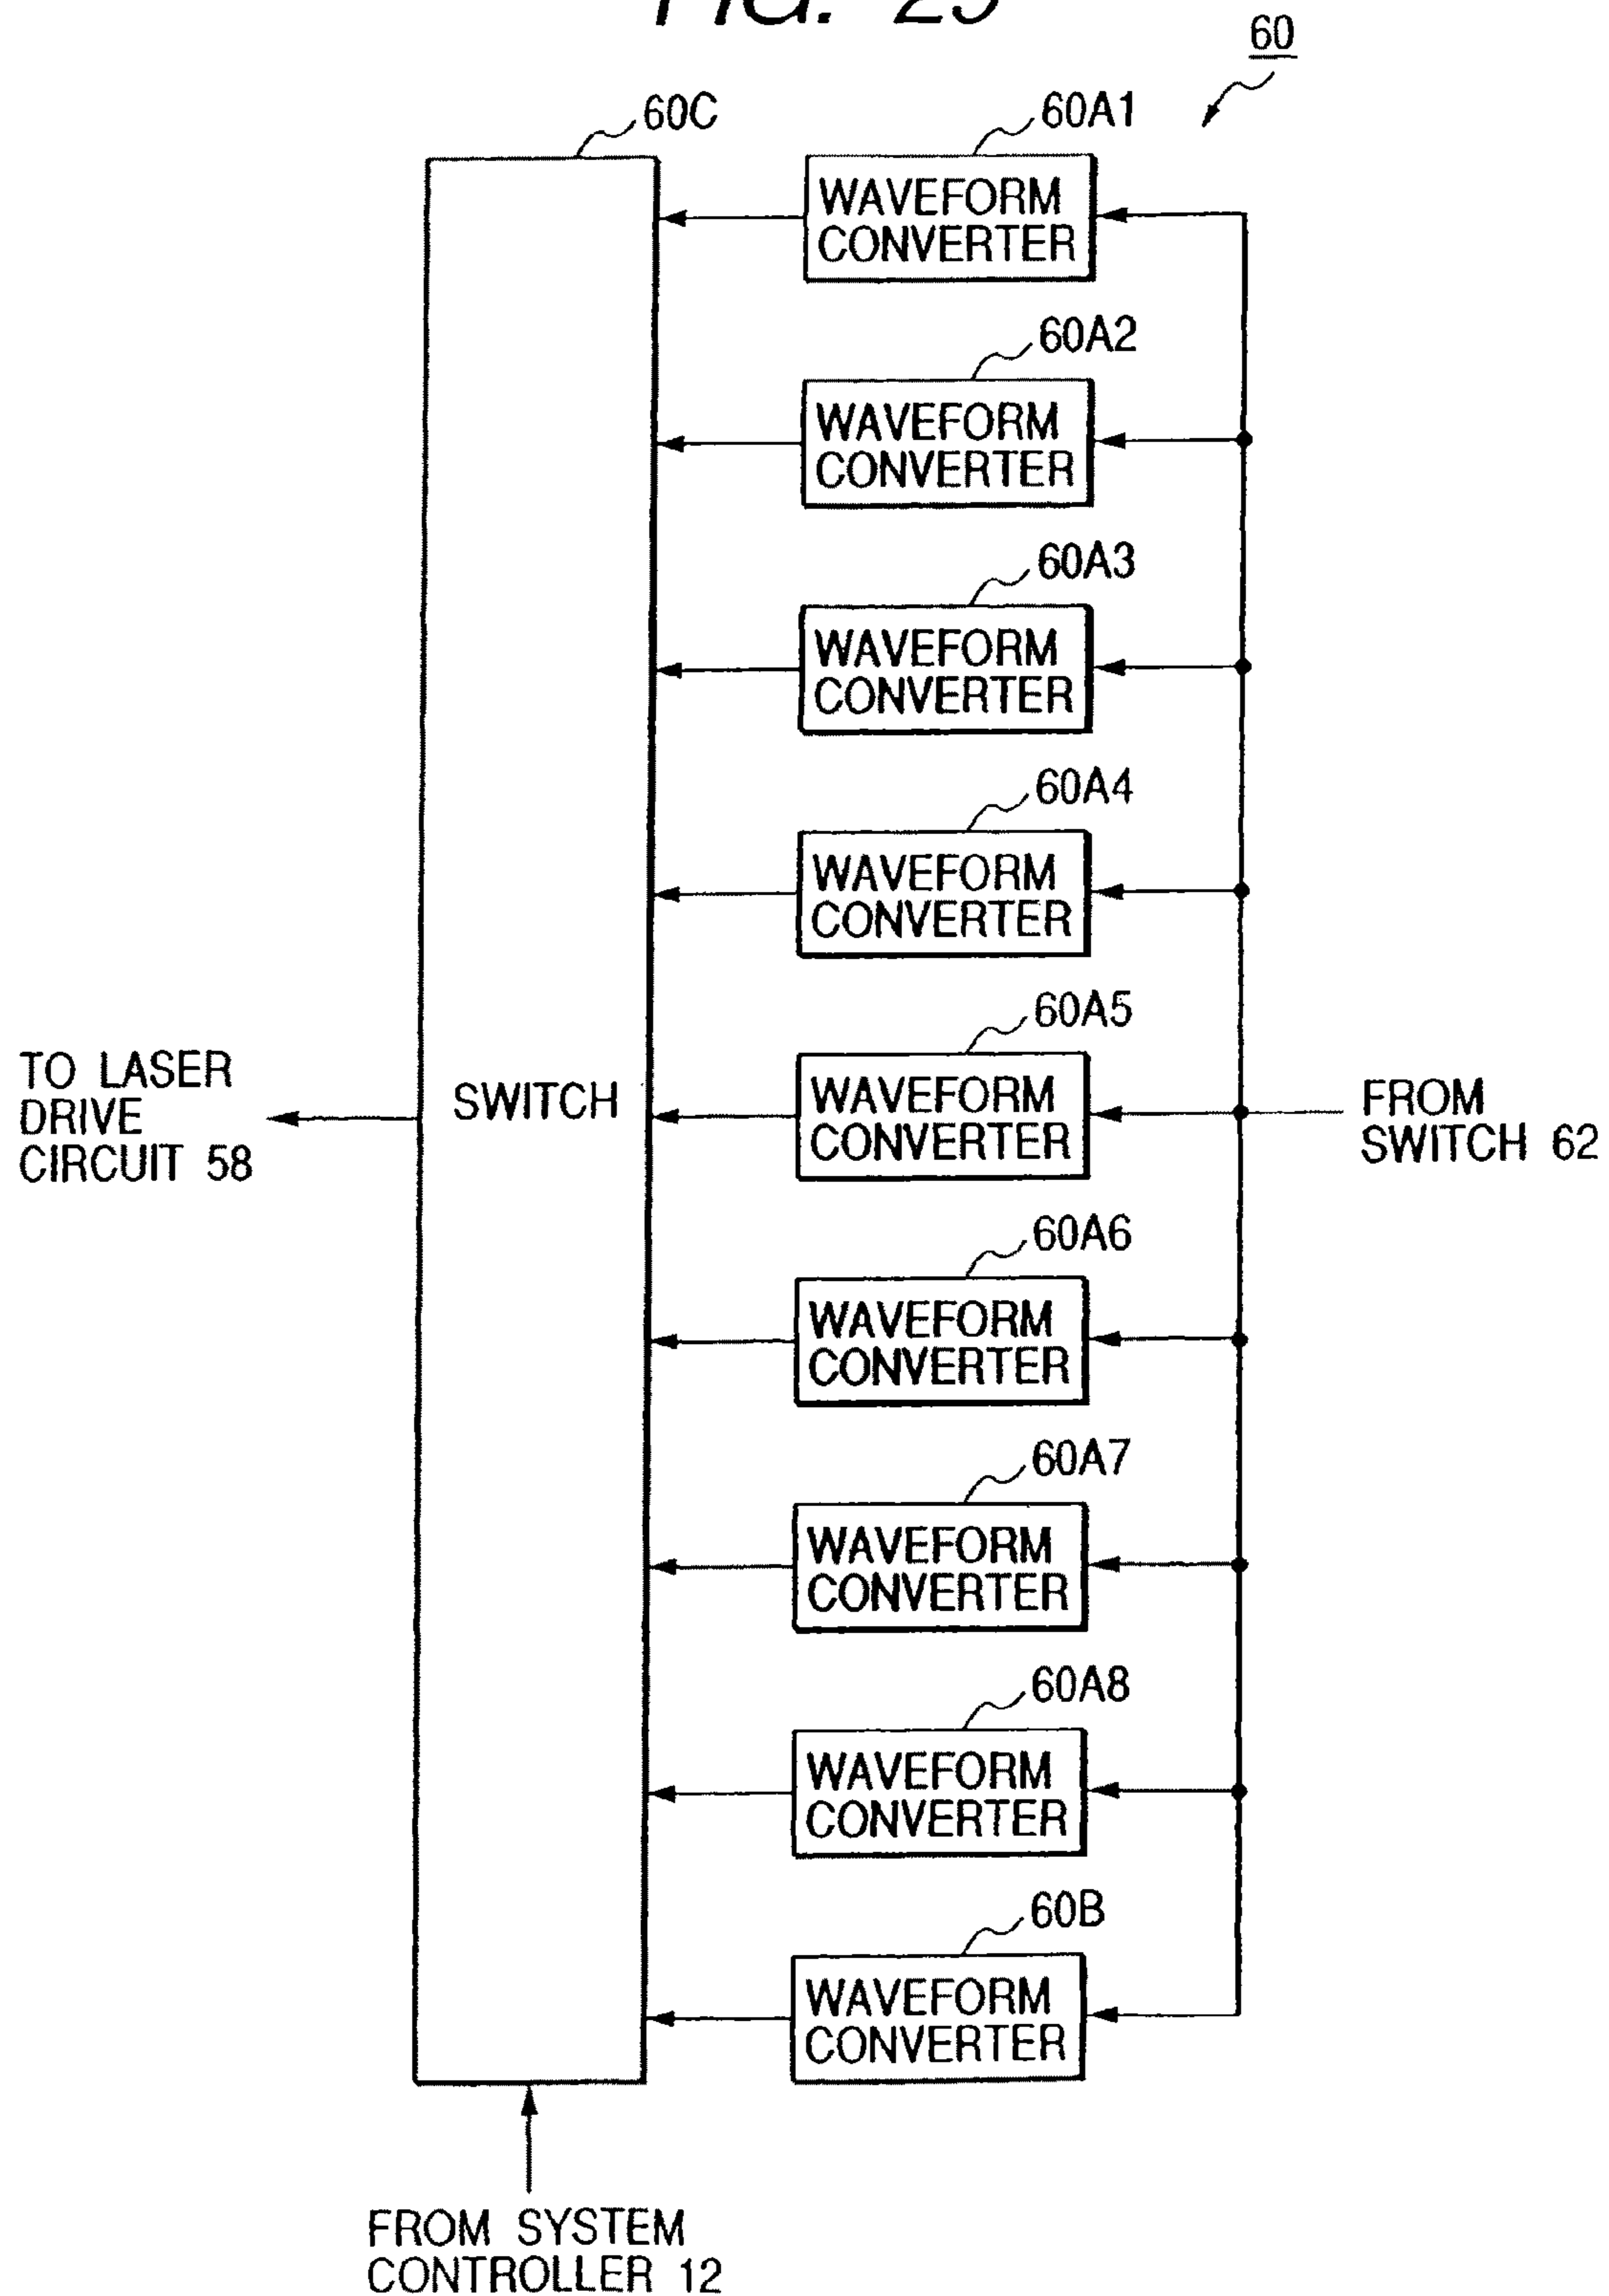 FIG. 29
60
60C
60A1
WAVEFORM
CONVERTER
60A2
WAVEFORM
CONVERTER
60A3
WAVEFORM
CONVERTER
60A4
WAVEFORM
CONVERTER
60A5
WAVEFORM
CONVERTER
TO LASER
DRIVE
CIRCUIT 58
SWITCH
FROM
SWITCH 62
60A6
WAVEFORM
CONVERTER
60A7
WAVEFORM
CONVERTER
60A8
WAVEFORM
CONVERTER
60B
WAVEFORM
CONVERTER
FROM SYSTEM
CONTROLLER 12